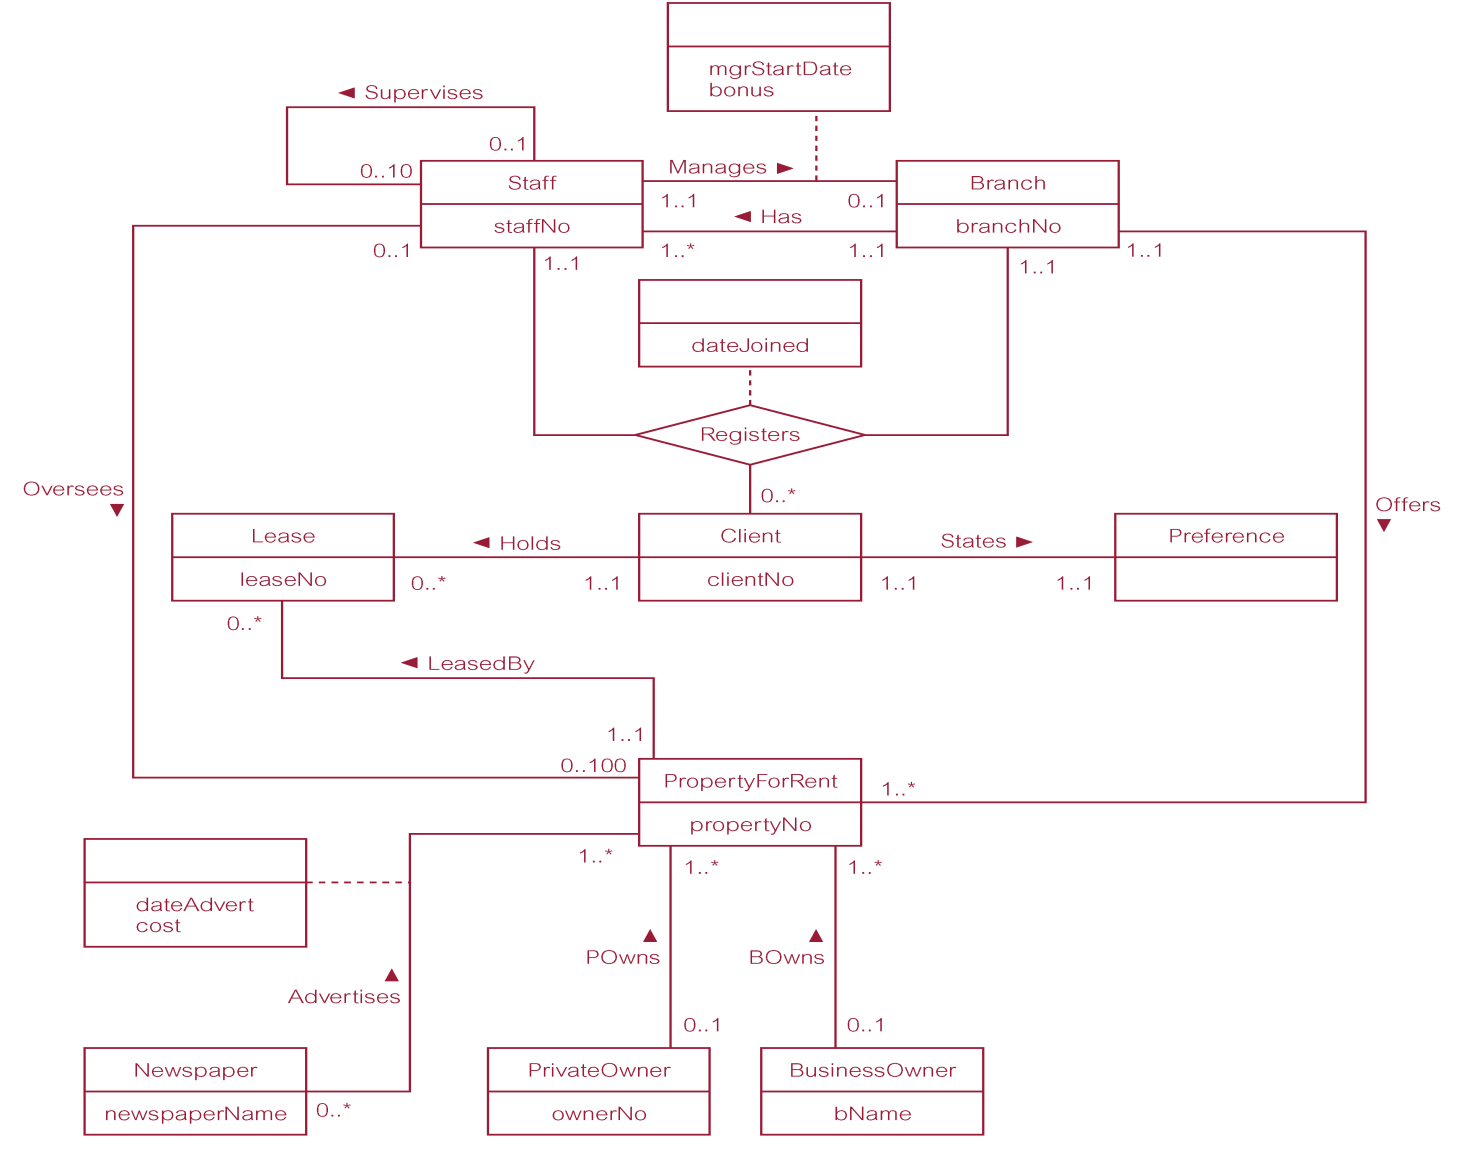 mgrStartDate
bonus
Supervises
0..1
0..10
Staff
staffNo
Manages
1..1
0..1
Has
1..*
1..1
Branch
branchNo
0..1
1..1
1..1
1..1
dateJoined
Registers
Oversees
0..*
Offers
Lease
leaseNo
Holds
0..*
1..1
Client
clientNo
States
1..1
1..1
Preference
0..*
LeasedBy
1..1
0..100
PropertyForRent
propertyNo
1..*
1..*
1..*
1..*
dateAdvert
cost
POwns
BOwns
Advertises
0..1
0..1
Newspaper
newspaperName
0..*
PrivateOwner
ownerNo
BusinessOwner
bName